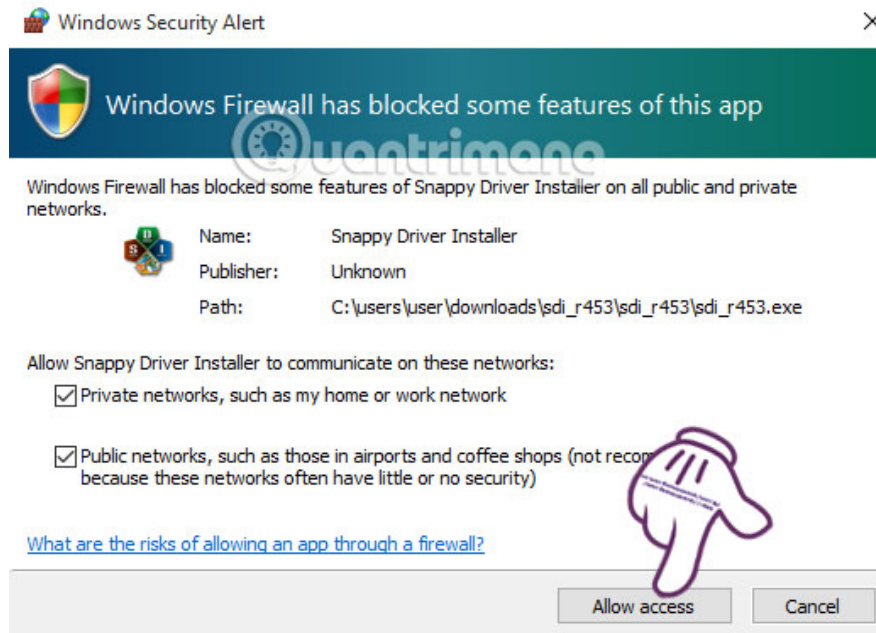 Windows Security Alert
Windows Firewall has blocked some features of this app
Quantrimang
Windows Firewall has blocked some features of Snappy Driver Installer on all public and private
networks.
S D I
Name: Snappy Driver Installer
Publisher: Unknown
Path: C:\users\user\downloads\sdi_r453\sdi_r453\sdi_r453.exe
Allow Snappy Driver Installer to communicate on these networks:
Private networks, such as my home or work network
Public networks, such as those in airports and coffee shops (not recom
because these networks often have little or no security)
What are the risks of allowing an app through a firewall?
Allow access Cancel